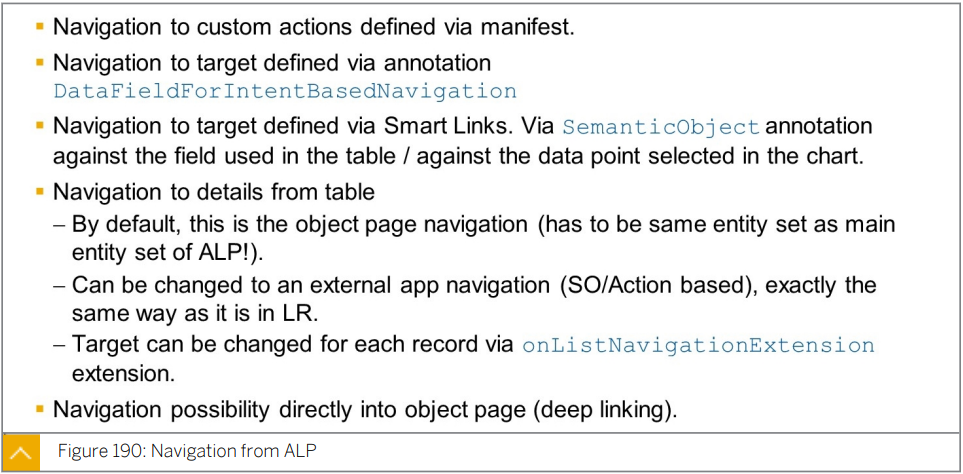 ▪ Navigation to custom actions defined via manifest.
▪ Navigation to target defined via annotation
DataFieldForIntentBasedNavigation
▪ Navigation to target defined via Smart Links. Via SemanticObject annotation
against the field used in the table / against the data point selected in the chart.
▪ Navigation to details from table
– By default, this is the object page navigation (has to be same entity set as main
entity set of ALP!).
– Can be changed to an external app navigation (SO/Action based), exactly the
same way as it is in LR.
– Target can be changed for each record via onListNavigationExtension
extension.
▪ Navigation possibility directly into object page (deep linking).
Figure 190: Navigation from ALP